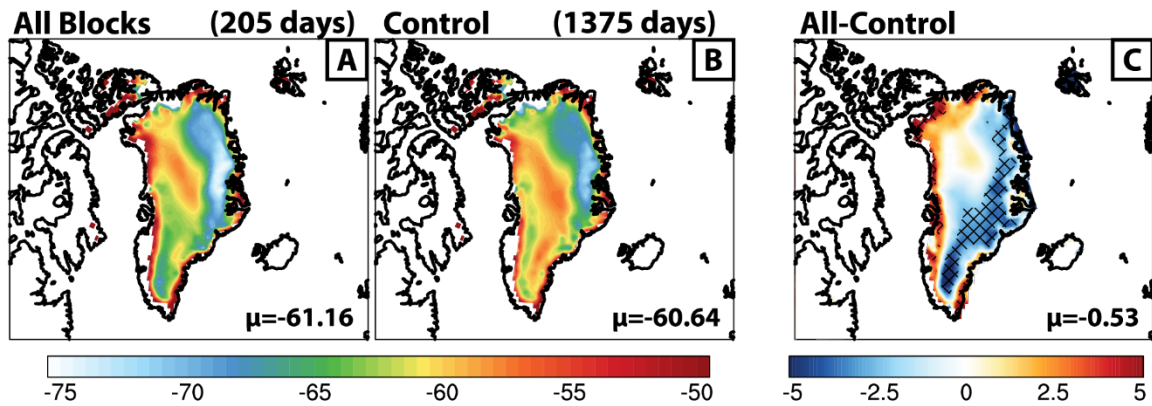 All Blocks (205 days) Control (1375 days) All-Control
A B C
μ=-61.16 μ=-60.64 μ=-0.53
-75 -70 -65 -60 -55 -50 -5 -2.5 0 2.5 5